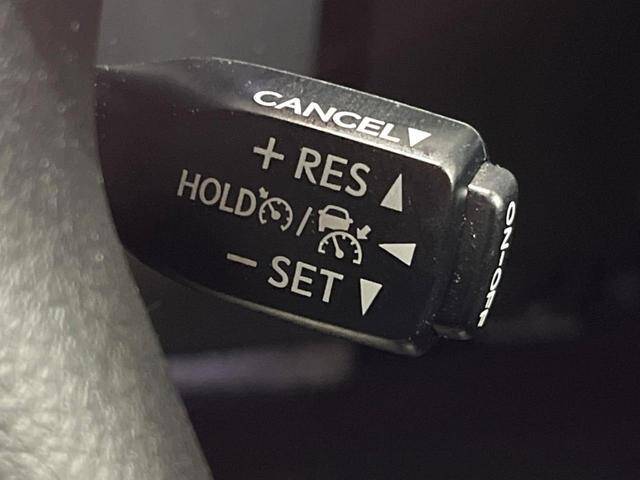 CANCEL▼
+ RES ▲
HOLD / ◀
− SET ▼
ON-OFF